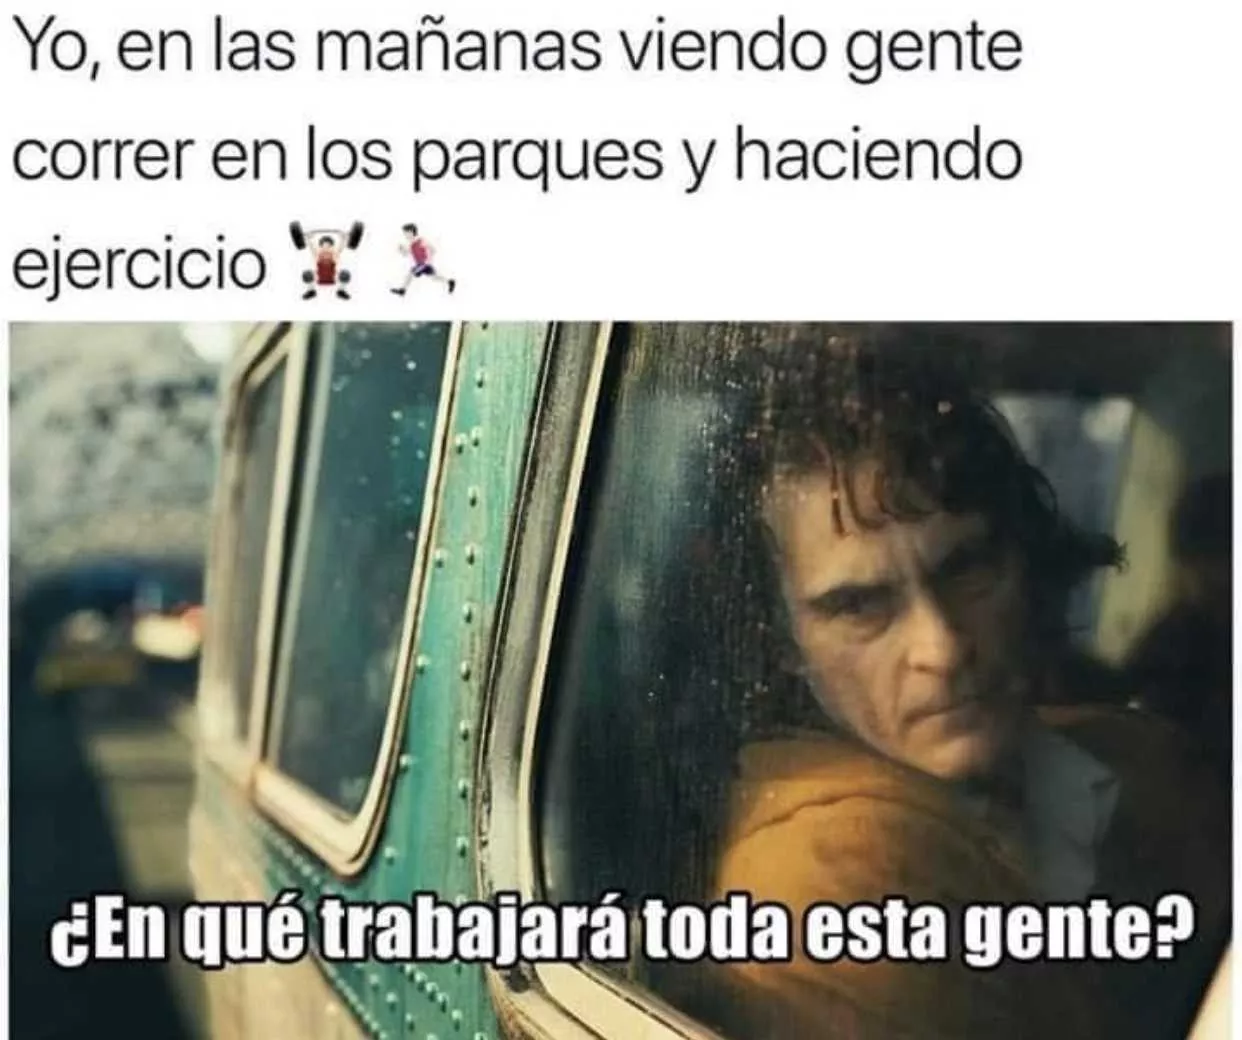 Yo, en las mañanas viendo gente
correr en los parques y haciendo
ejercicio 🏋🏻‍♂️ 🏃🏻‍♂️
¿En qué trabajará toda esta gente?